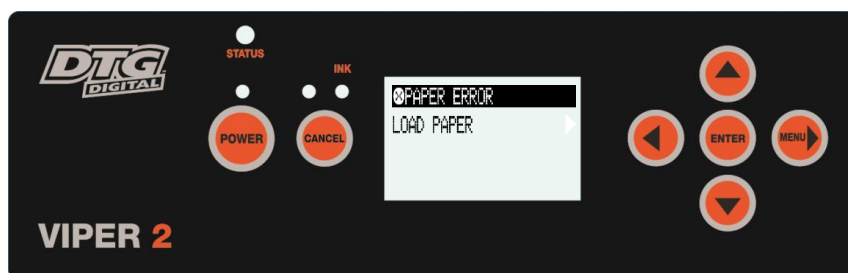 DTG
DIGITAL
STATUS
INK
POWER
CANCEL
⊗PAPER ERROR
LOAD PAPER
ENTER
MENU
VIPER 2